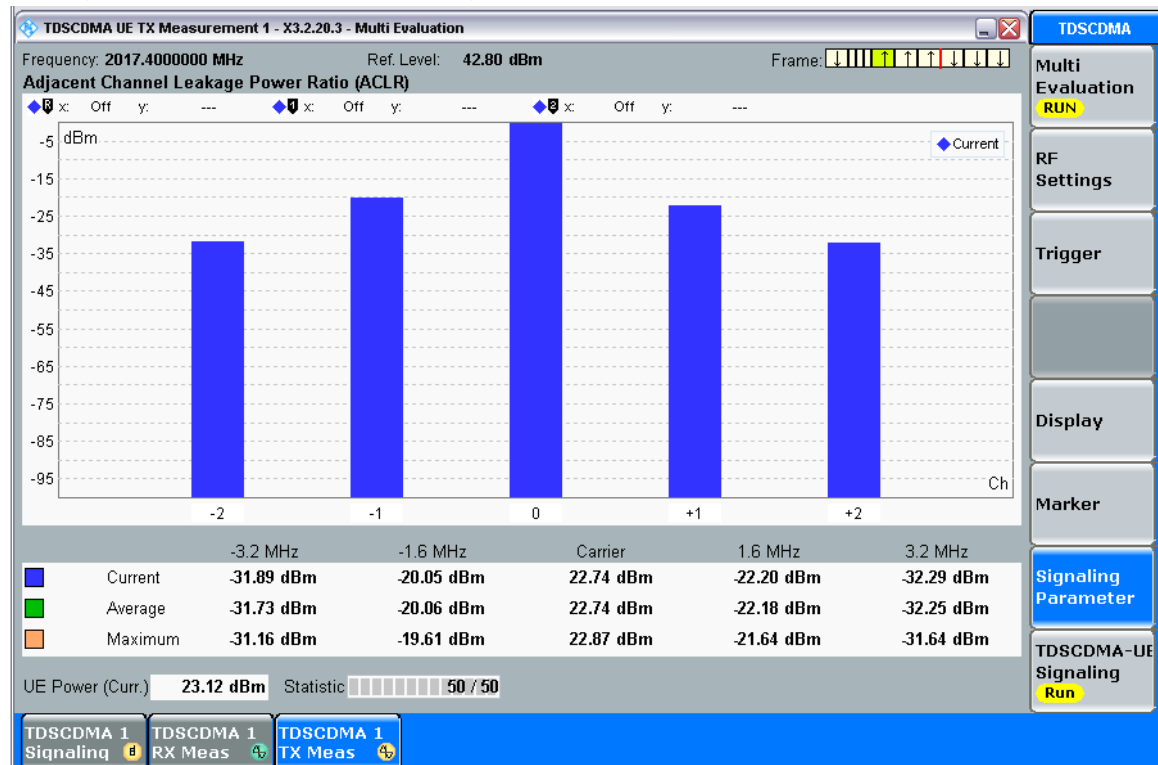 TDSCDMA UE TX Measurement 1 - X3.2.20.3 - Multi Evaluation
TDSCDMA
Frequency: 2017.4000000 MHz Ref. Level: 42.80 dBm Frame:
Adjacent Channel Leakage Power Ratio (ACLR)
R x: Off y: --- 1 x: Off y: --- 2 x: Off y: ---
dBm
Current
-5
-15
-25
-35
-45
-55
-65
-75
-85
-95
Ch
-2 -1 0 +1 +2
-3.2 MHz -1.6 MHz Carrier 1.6 MHz 3.2 MHz
Current -31.89 dBm -20.05 dBm 22.74 dBm -22.20 dBm -32.29 dBm
Average -31.73 dBm -20.06 dBm 22.74 dBm -22.18 dBm -32.25 dBm
Maximum -31.16 dBm -19.61 dBm 22.87 dBm -21.64 dBm -31.64 dBm
UE Power (Curr.) 23.12 dBm Statistic 50 / 50
Multi
Evaluation
RUN
RF
Settings
Trigger
Display
Marker
Signaling
Parameter
TDSCDMA-UE
Signaling
Run
TDSCDMA 1
Signaling
TDSCDMA 1
RX Meas
TDSCDMA 1
TX Meas